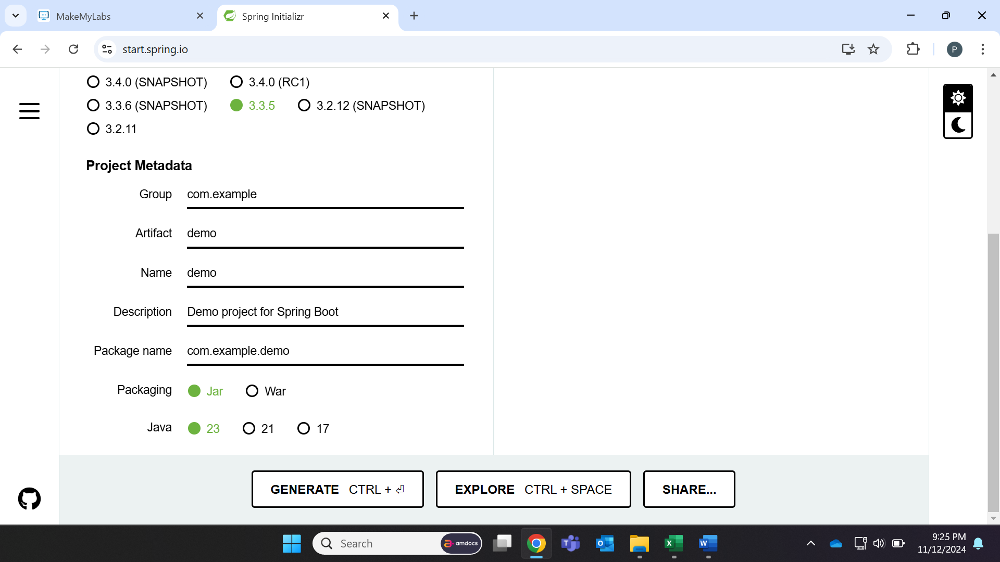 MakeMyLabs
Spring Initializr
start.spring.io
P
3.4.0 (SNAPSHOT) 3.4.0 (RC1)
3.3.6 (SNAPSHOT) 3.3.5 3.2.12 (SNAPSHOT)
3.2.11
Project Metadata
Group com.example
Artifact demo
Name demo
Description Demo project for Spring Boot
Package name com.example.demo
Packaging Jar War
Java 23 21 17
GENERATE CTRL + ⏎ EXPLORE CTRL + SPACE SHARE...
Search amdocs
9:25 PM
11/12/2024